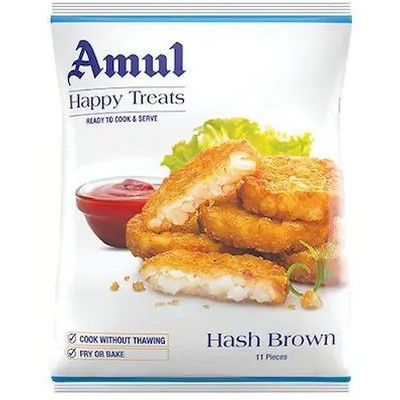 Amul
Happy Treats
READY TO COOK & SERVE
COOK WITHOUT THAWING
FRY OR BAKE
Hash Brown
11 Pieces